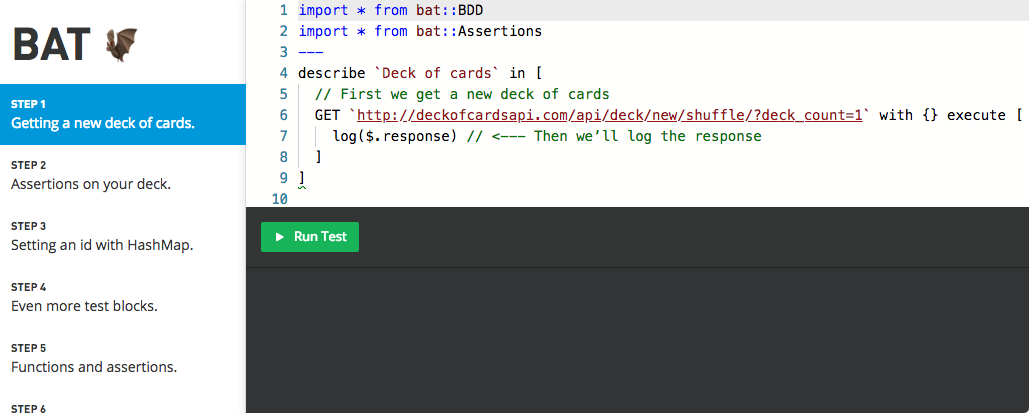 BAT 🦇
STEP 1
Getting a new deck of cards.
STEP 2
Assertions on your deck.
STEP 3
Setting an id with HashMap.
STEP 4
Even more test blocks.
STEP 5
Functions and assertions.
STEP 6
1 import * from bat::BDD
2 import * from bat::Assertions
3 ---
4 describe `Deck of cards` in [
5 // First we get a new deck of cards
6 GET `http://deckofcardsapi.com/api/deck/new/shuffle/?deck_count=1` with {} execute [
7 log($.response) // <--- Then we’ll log the response
8 ]
9 ]
10
Run Test